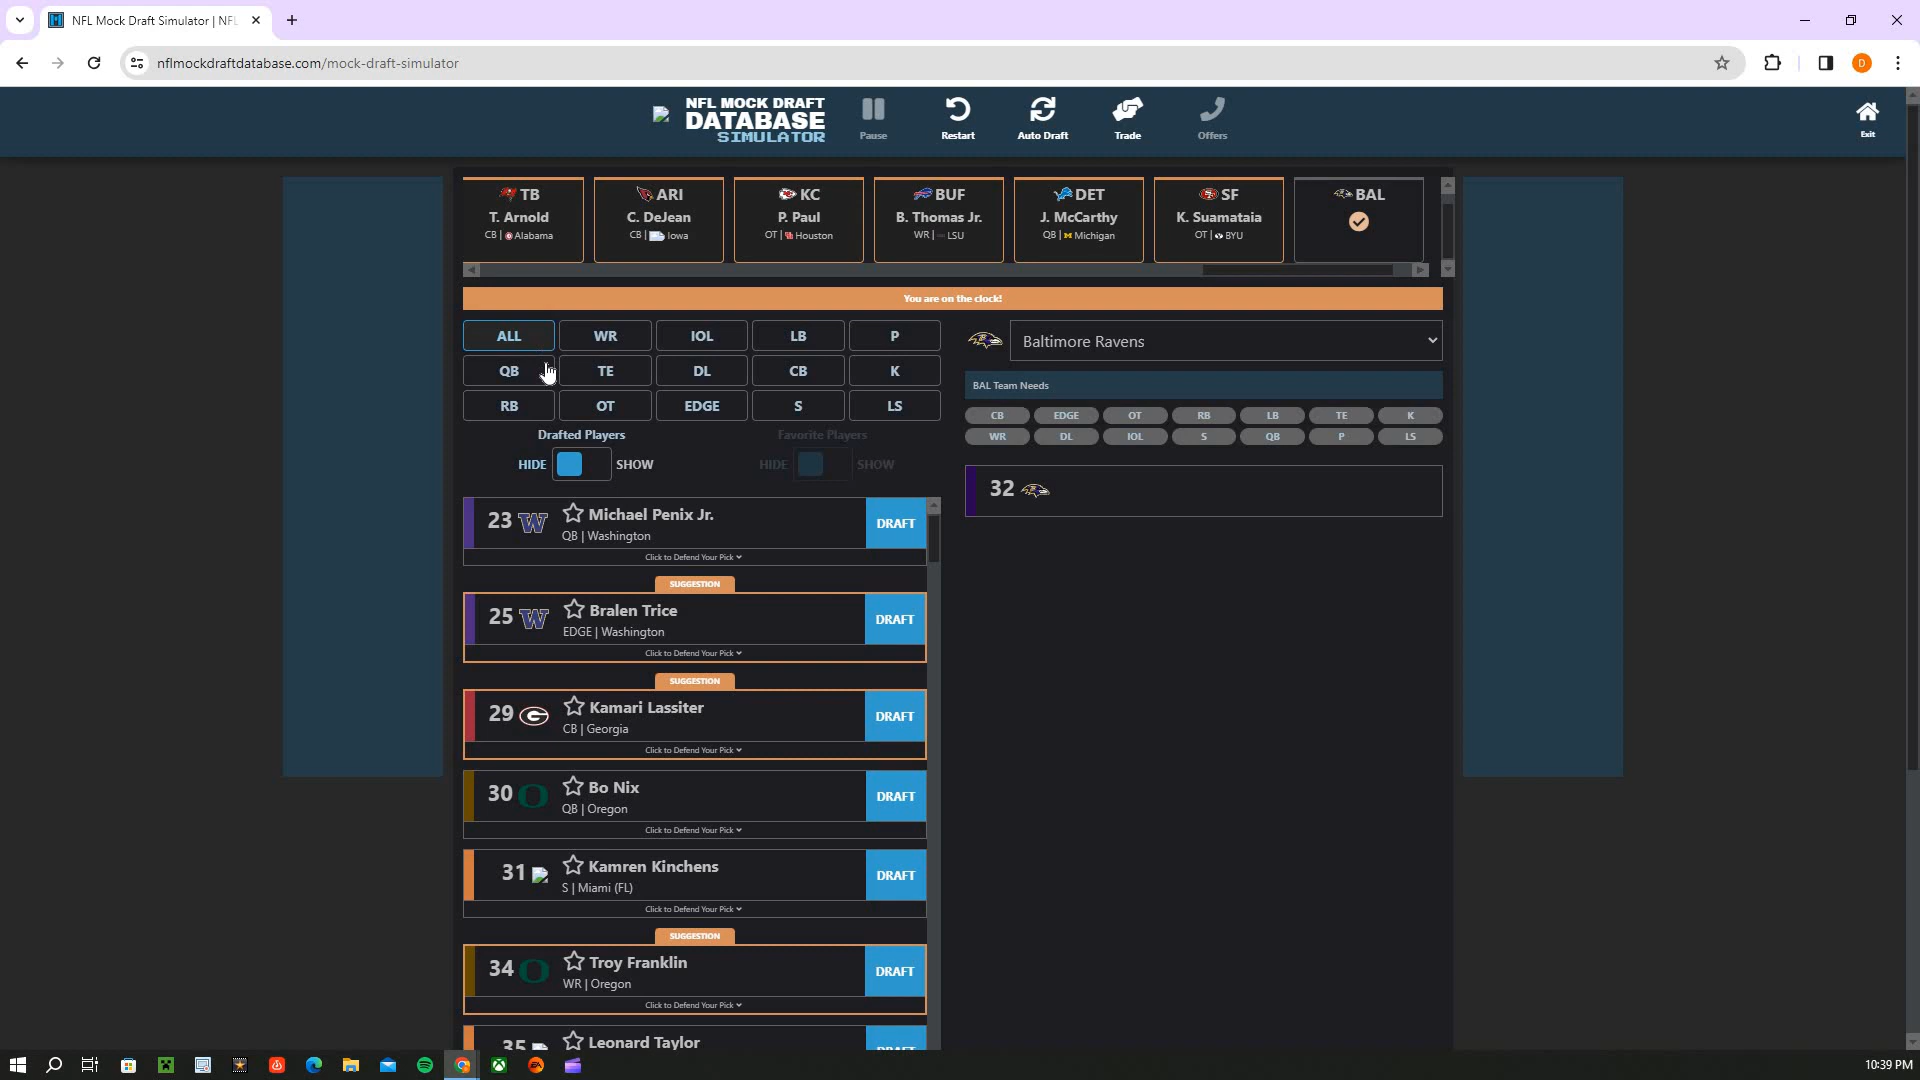 NFL Mock Draft Simulator | NFL
nflmockdraftdatabase.com/mock-draft-simulator
D
NFL MOCK DRAFT
DATABASE
SIMULATOR
Pause
Restart
Auto Draft
Trade
Offers
Exit
TB
T. Arnold
CB | Alabama
ARI
C. DeJean
CB | Iowa
KC
P. Paul
OT | Houston
BUF
B. Thomas Jr.
WR | LSU
DET
J. McCarthy
QB | Michigan
SF
K. Suamataia
OT | BYU
BAL
You are on the clock!
ALL WR IOL LB P
QB TE DL CB K
RB OT EDGE S LS
Drafted Players
HIDE SHOW
Favorite Players
HIDE SHOW
Baltimore Ravens
BAL Team Needs
CB EDGE OT RB LB TE K
WR DL IOL S QB P LS
32
23 W Michael Penix Jr.
QB | Washington
DRAFT
Click to Defend Your Pick
SUGGESTION
25 W Bralen Trice
EDGE | Washington
DRAFT
Click to Defend Your Pick
SUGGESTION
29 G Kamari Lassiter
CB | Georgia
DRAFT
Click to Defend Your Pick
30 O Bo Nix
QB | Oregon
DRAFT
Click to Defend Your Pick
31 Kamren Kinchens
S | Miami (FL)
DRAFT
Click to Defend Your Pick
SUGGESTION
34 O Troy Franklin
WR | Oregon
DRAFT
Click to Defend Your Pick
35 Leonard Taylor
DRAFT
10:39 PM